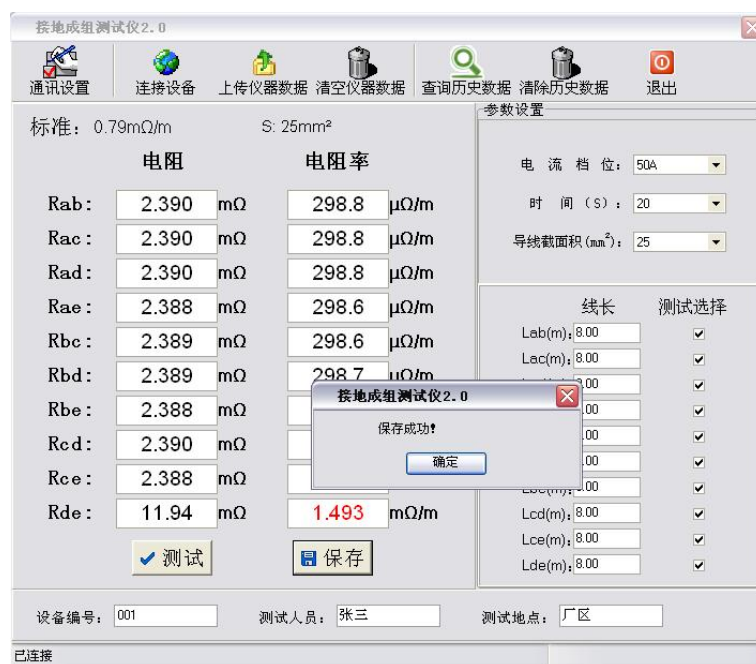 接地成组测试仪2.0
通讯设置 连接设备 上传仪器数据 清空仪器数据 查询历史数据 清除历史数据 退出
标准：0.79mΩ/m S: 25mm²
电阻 电阻率
Rab: 2.390 mΩ 298.8 μΩ/m
Rac: 2.390 mΩ 298.8 μΩ/m
Rad: 2.390 mΩ 298.8 μΩ/m
Rae: 2.388 mΩ 298.6 μΩ/m
Rbc: 2.389 mΩ 298.6 μΩ/m
Rbd: 2.389 mΩ 298.7 μΩ/m
Rbe: 2.388 mΩ
Rcd: 2.390 mΩ
Rce: 2.388 mΩ
Rde: 11.94 mΩ 1.493 mΩ/m
测试 保存
参数设置
电流档位: 50A
时间(S): 20
导线截面积(mm²): 25
线长 测试选择
Lab(m): 8.00
Lac(m): 8.00
.00
.00
.00
.00
.00
Lcd(m): 8.00
Lce(m): 8.00
Lde(m): 8.00
接地成组测试仪2.0
保存成功!
确定
设备编号: 001 测试人员: 张三 测试地点: 厂区
已连接